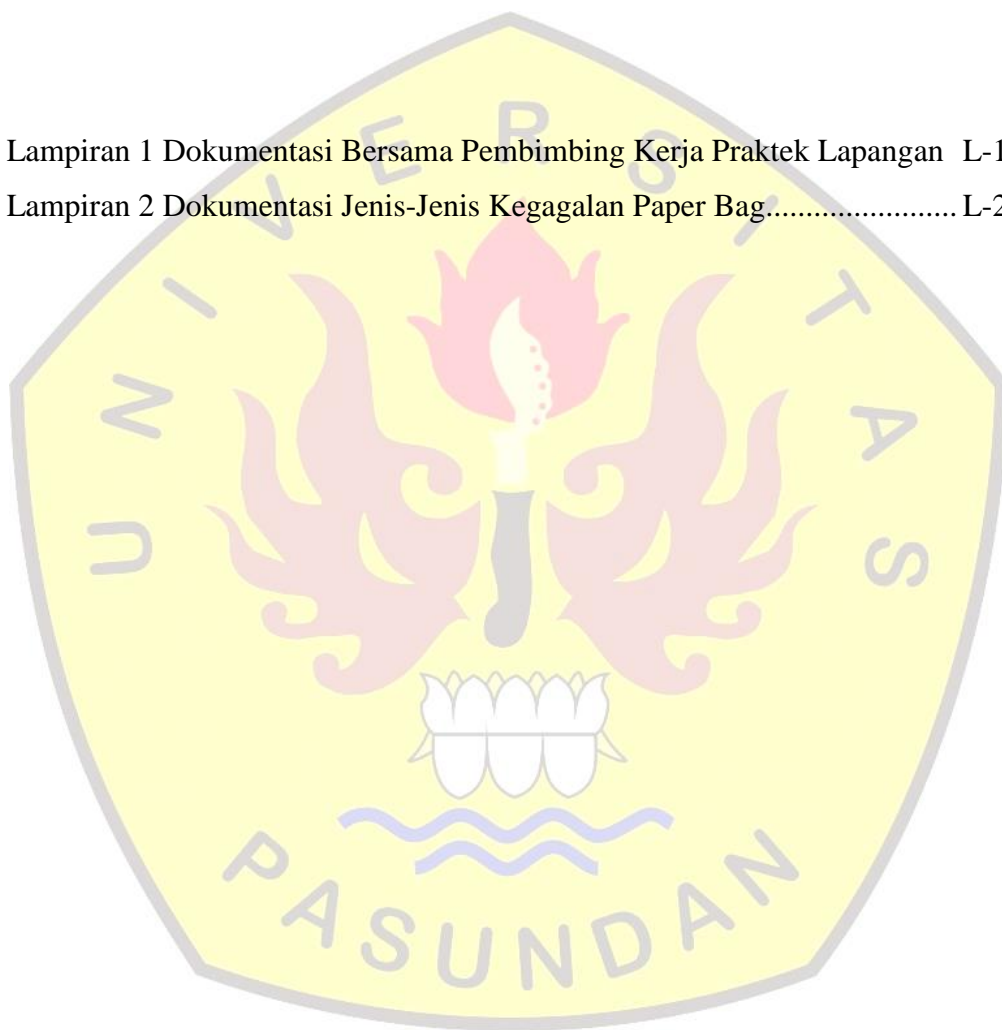 Lampiran 1 Dokumentasi Bersama Pembimbing Kerja Praktek Lapangan L-1
Lampiran 2 Dokumentasi Jenis-Jenis Kegagalan Paper Bag........................ L-2
UNIVERSITAS
PASUNDAN